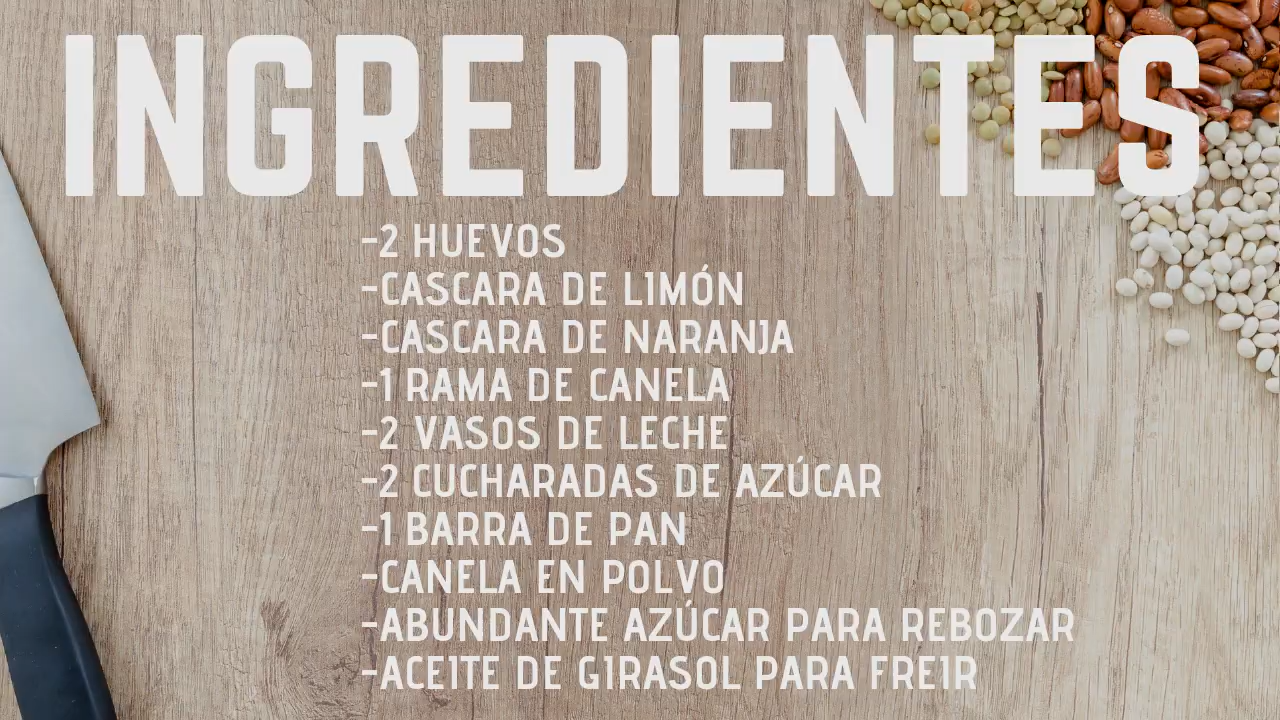 INGREDIENTES
-2 HUEVOS
-CASCARA DE LIMÓN
-CASCARA DE NARANJA
-1 RAMA DE CANELA
-2 VASOS DE LECHE
-2 CUCHARADAS DE AZÚCAR
-1 BARRA DE PAN
-CANELA EN POLVO
-ABUNDANTE AZÚCAR PARA REBOZAR
-ACEITE DE GIRASOL PARA FREIR